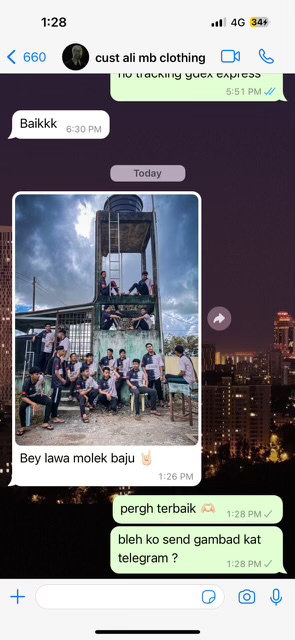 1:28
4G 34
660
cust ali mb clothing
no tracking gdex express
5:51 PM
Baikkk
6:30 PM
Today
Bey lawa molek baju 🤘🏻
1:26 PM
pergh terbaik 🫶🏻
1:28 PM
bleh ko send gambad kat
telegram ?
1:28 PM